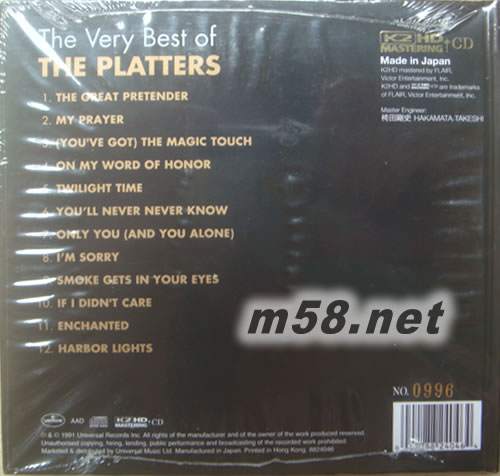 The Very Best of
THE PLATTERS
1. THE GREAT PRETENDER
2. MY PRAYER
3. (YOU'VE GOT) THE MAGIC TOUCH
4. ON MY WORD OF HONOR
5. TWILIGHT TIME
6. YOU'LL NEVER NEVER KNOW
7. ONLY YOU (AND YOU ALONE)
8. I'M SORRY
9. SMOKE GETS IN YOUR EYES
10. IF I DIDN'T CARE
11. ENCHANTED
12. HARBOR LIGHTS
K2 HD MASTERING +CD
Made in Japan
K2HD mastered by FLAIR,
Victor Entertainment, Inc.
K2HD and are trademarks
of FLAIR, Victor Entertainment, Inc.
Master Engineer:
袴田剛史 HAKAMATA.TAKESHI
m58.net
NO. 0996
AAD
K2 HD MASTERING +CD
℗ & © 1991 Universal Records Inc. All rights of the manufacturer and of the owner of the work produced reserved.
Unauthorised copying, hiring, lending, public performance and broadcasting of the recorded work prohibited
Marketed & distributed by Universal Music Ltd. Manufactured in Japan. Printed in Hong Kong. 8824046